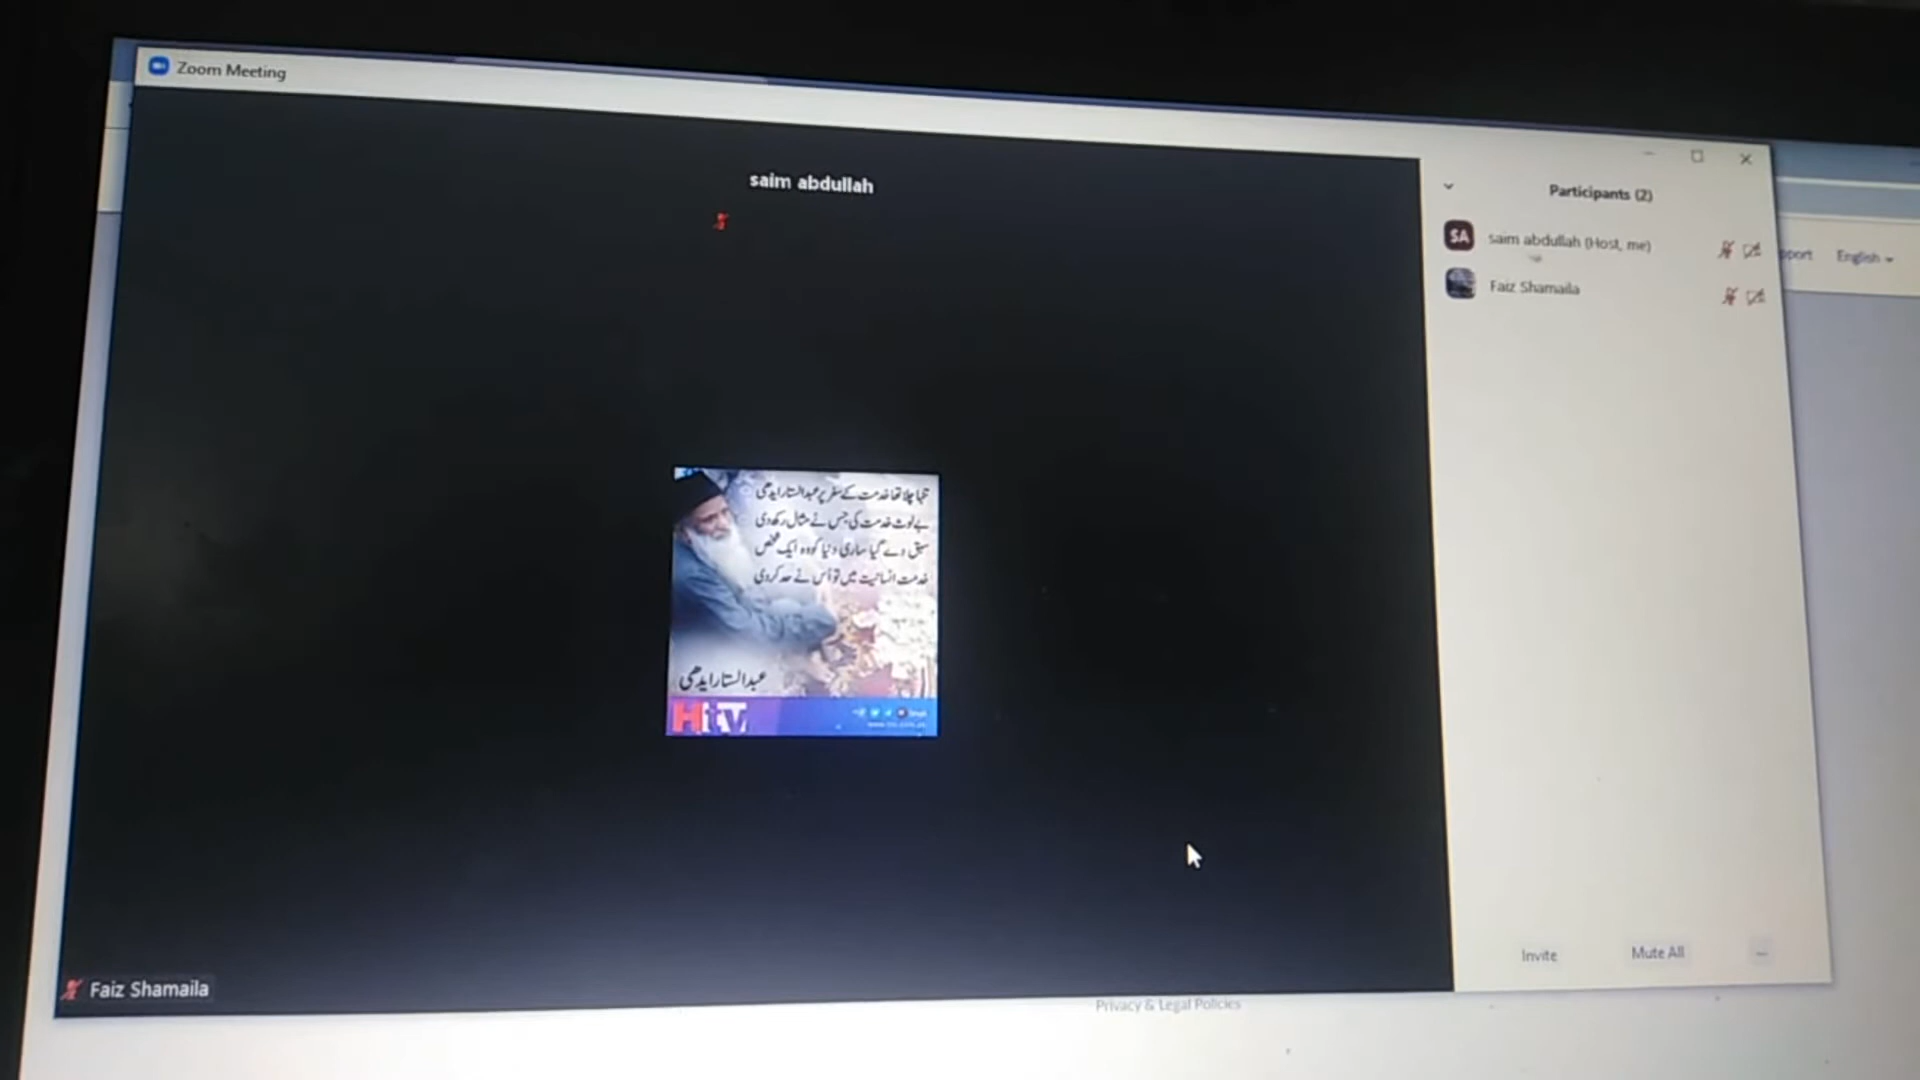 Zoom Meeting
saim abdullah
Participants (2)
SA
saim abdullah (Host, me)
Faiz Shamaila
English
تنہا چلا تھا خدمت کے سفر پر عبدالستار ایدھی
بے لوث خدمت کی جس نے مثال رکھ دی
سبق دے گیا ساری دنیا کو وہ ایک شخص
خدمت انسانیت میں تو اُس نے حد کر دی
عبدالستار ایدھی
Hitv
Faiz Shamaila
Invite
Mute All
Privacy & Legal Policies